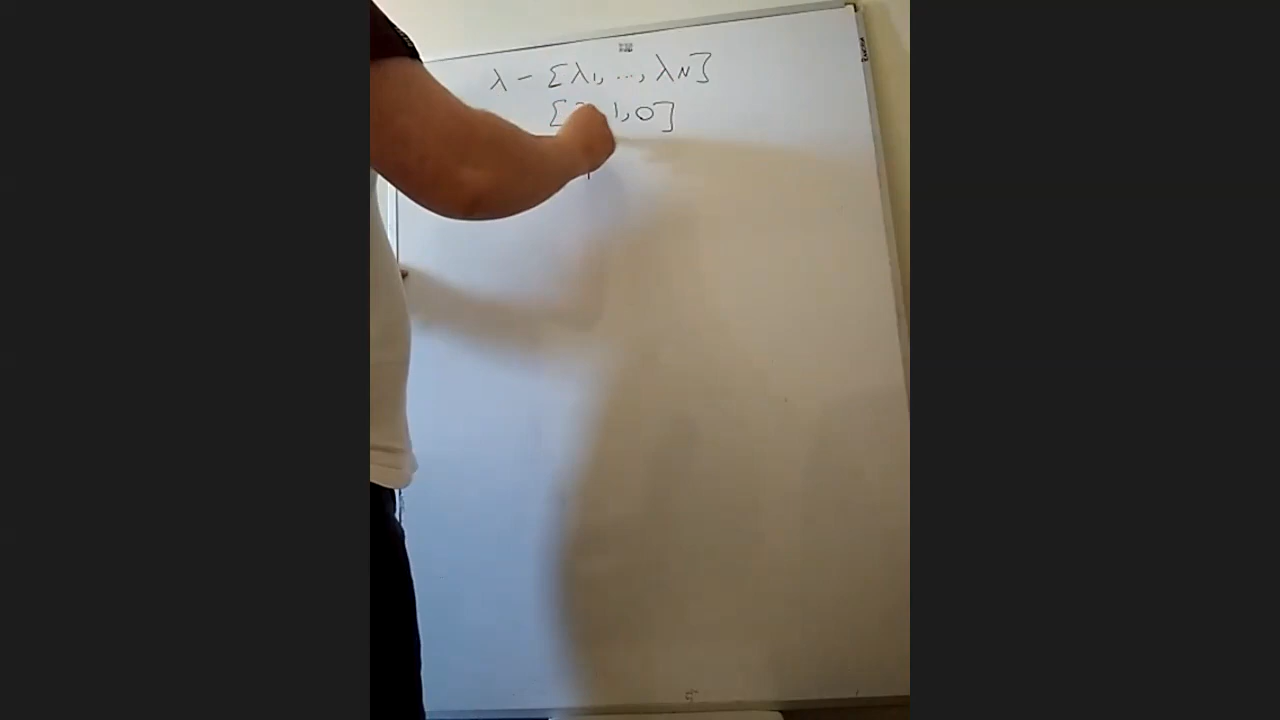 λ – [λ1, ..., λN]
1, 0]